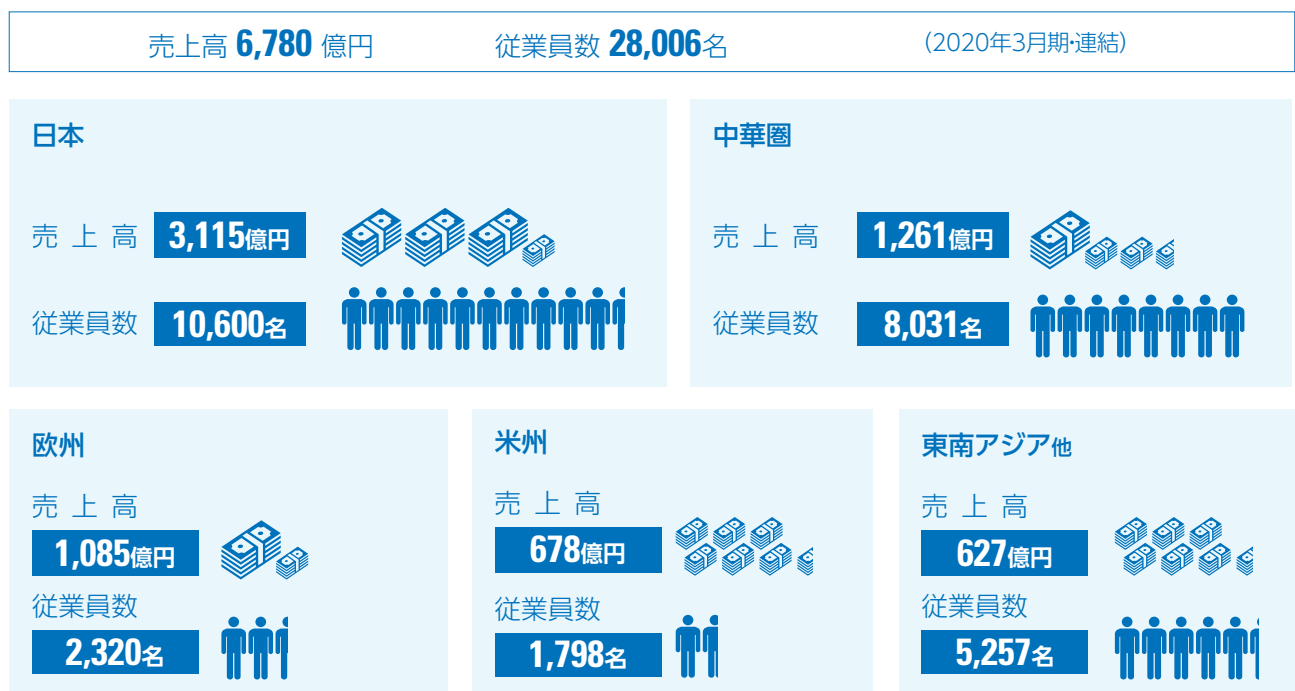 売上高 6,780 億円 従業員数 28,006名 (2020年3月期・連結)
日本
売上高 3,115億円
従業員数 10,600名
中華圏
売上高 1,261億円
従業員数 8,031名
欧州
売上高
1,085億円
従業員数
2,320名
米州
売上高
678億円
従業員数
1,798名
東南アジア他
売上高
627億円
従業員数
5,257名